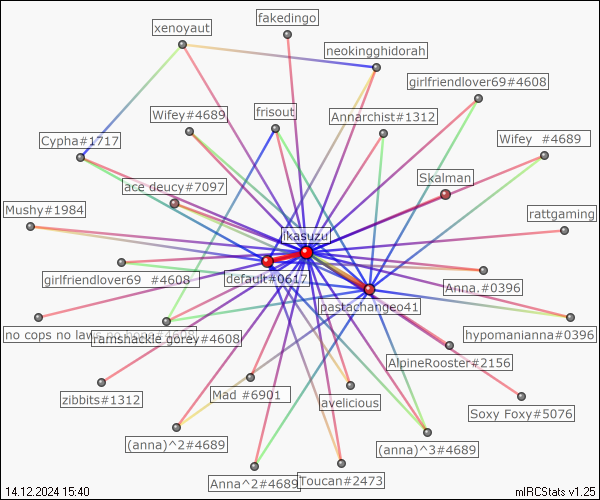 fakedingo
xenoyaut
neokingghidorah
girlfriendlover69#4608
Wifey#4689
frisout
Annarchist#1312
Cypha#1717
Wifey #4689
Skalman
ace deucy#7097
Mushy#1984
rattgaming
ikasuzu
default#0617
girlfriendlover69 #4608
Anna.#0396
pastachangeo41
no cops no laws
ramshackle gorey#4608
hypomanianna#0396
AlpineRooster#2156
zibbits#1312
Mad #6901
avelicious
Soxy Foxy#5076
(anna)^2#4689
(anna)^3#4689
Anna^2#4689
Toucan#2473
14.12.2024 15:40
mIRCStats v1.25